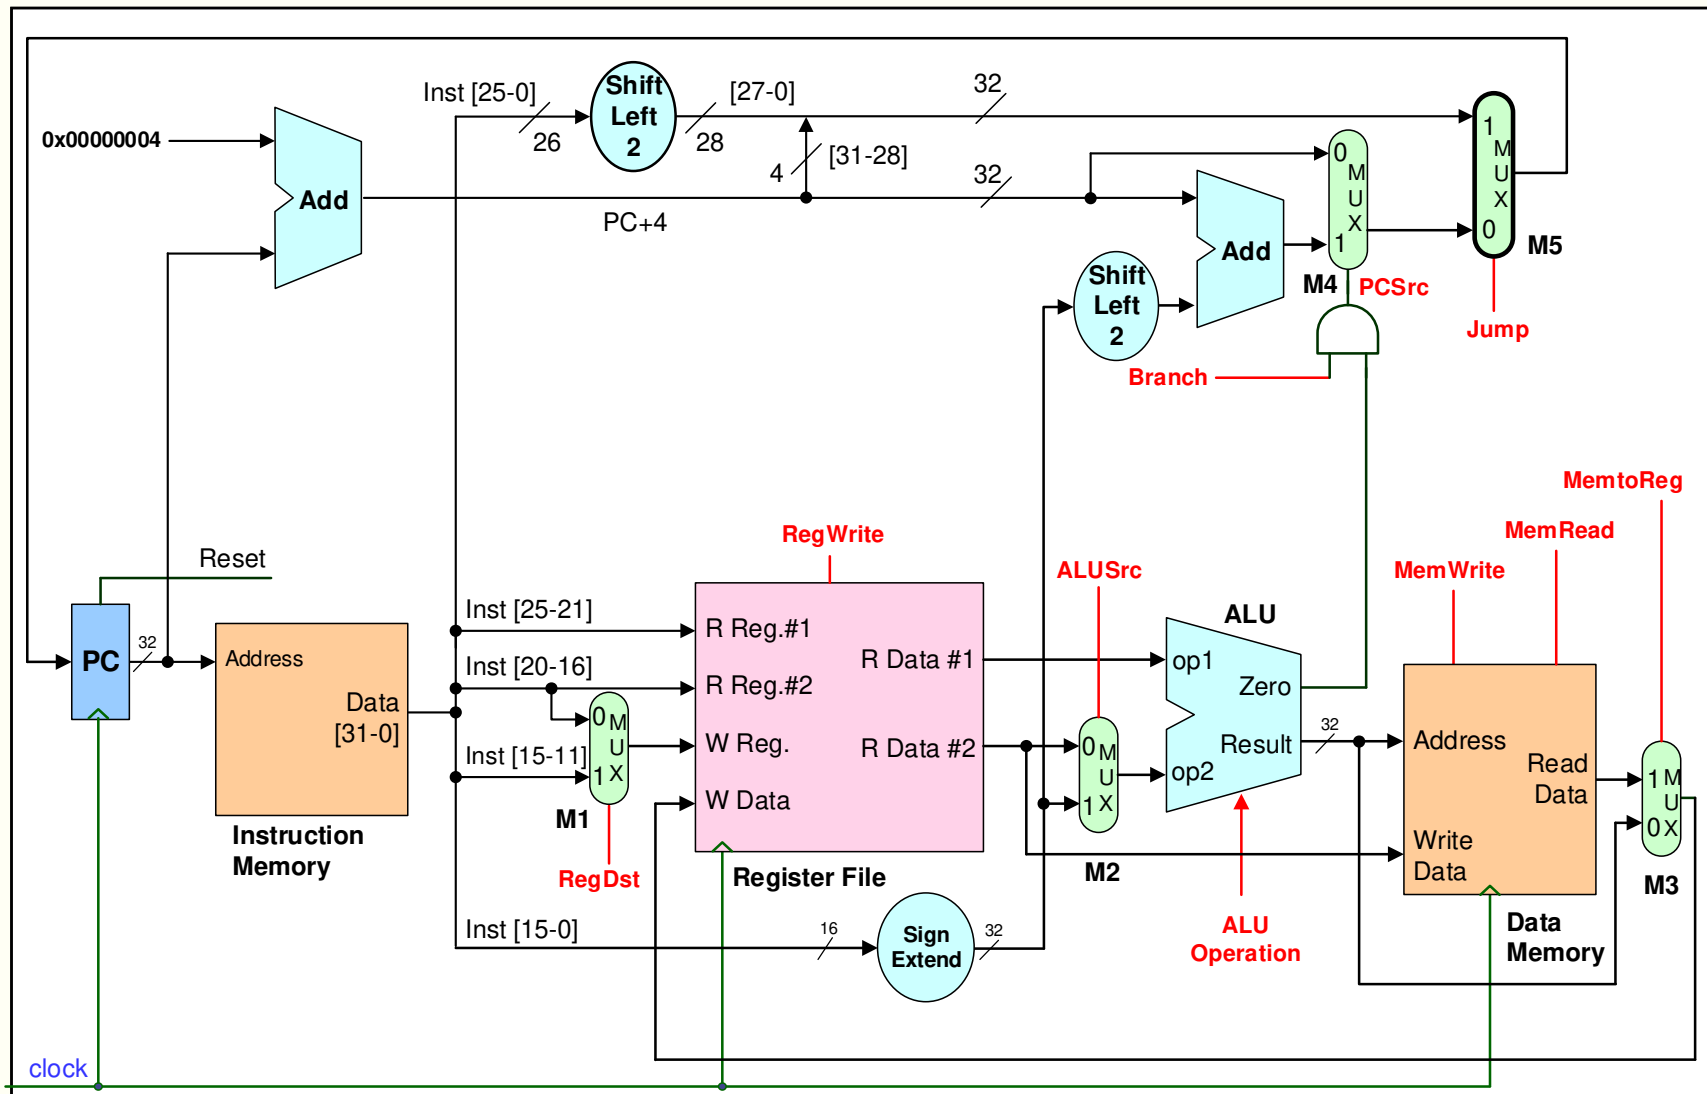 Inst [25-0]
26
Shift
Left
2
28
[27-0]
4
[31-28]
32
0x00000004
Add
PC+4
32
0
M
U
X
1
M4
PCSrc
1
M
U
X
0
M5
Jump
Add
Shift
Left
2
Branch
MemtoReg
MemRead
MemWrite
RegWrite
ALUSrc
ALU
Reset
PC
32
Address
Data
[31-0]
Instruction
Memory
Inst [25-21]
Inst [20-16]
Inst [15-11]
Inst [15-0]
0
M
U
1
X
M1
RegDst
R Reg.#1
R Reg.#2
W Reg.
W Data
R Data #1
R Data #2
Register File
16
Sign
Extend
32
0
M
U
1
X
M2
op1
Zero
Result
op2
32
ALU
Operation
Address
Read
Data
Write
Data
Data
Memory
1
M
U
0
X
M3
clock